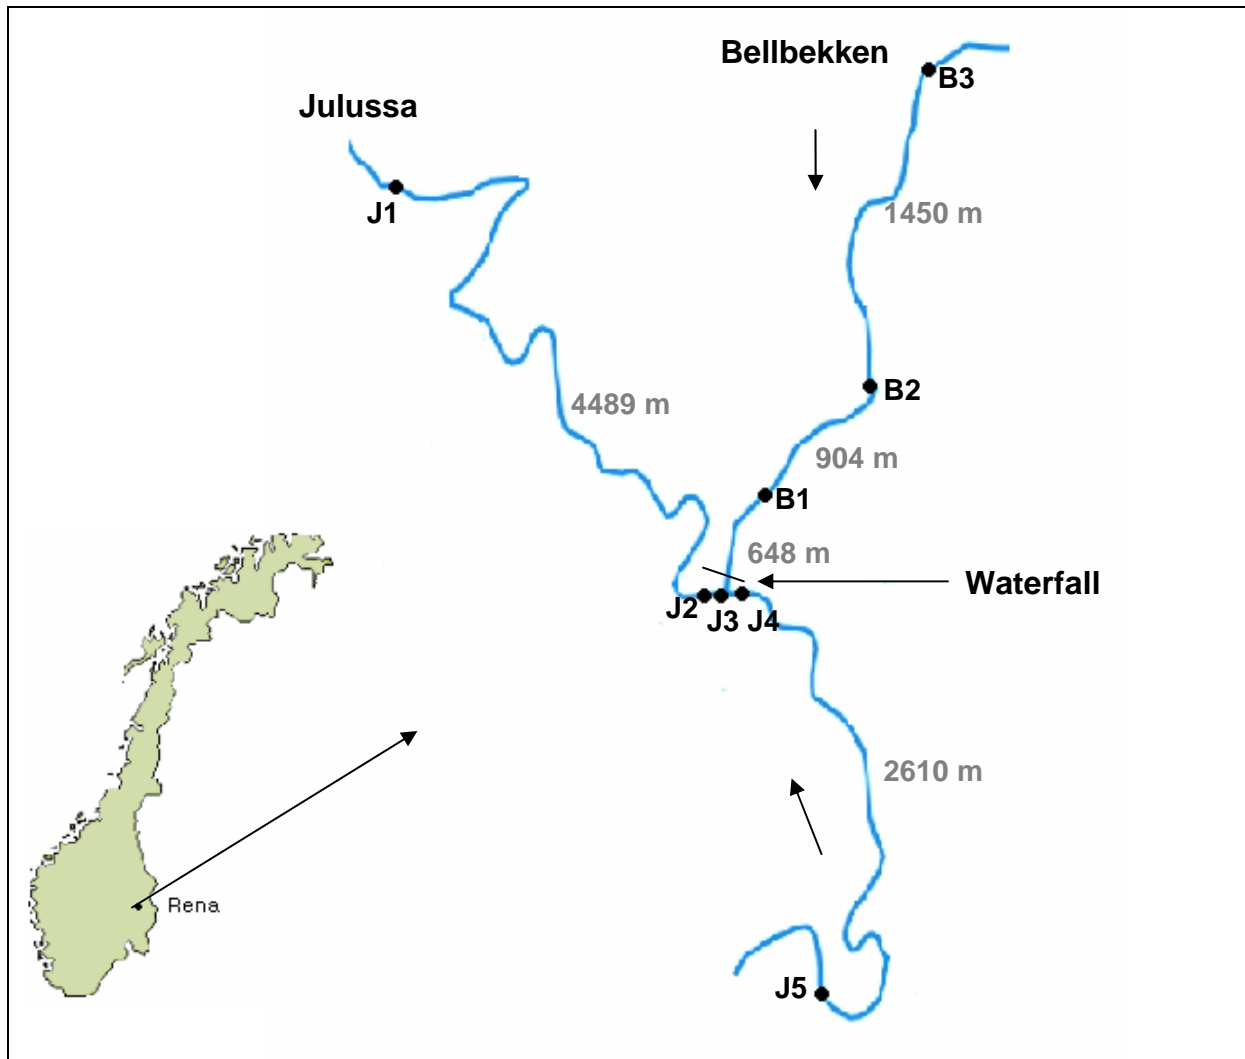 Bellbekken
B3
Julussa
J1
1450 m
B2
4489 m
904 m
B1
648 m
Waterfall
J2 J3 J4
2610 m
Rena
J5